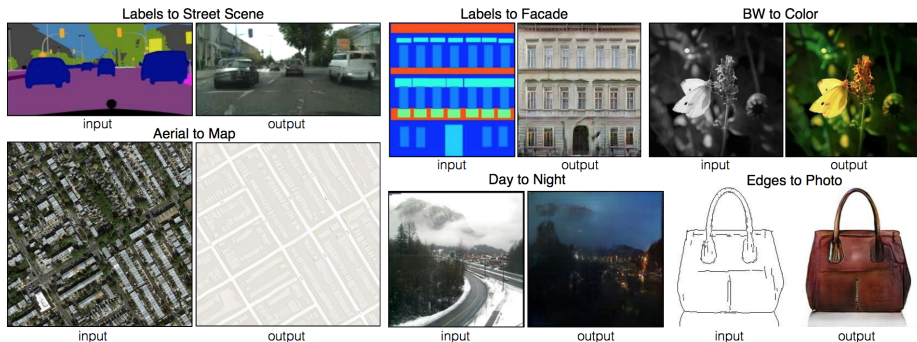 Labels to Street Scene
input
output
Aerial to Map
input
output
Labels to Facade
input
output
BW to Color
input
output
Day to Night
input
output
Edges to Photo
input
output